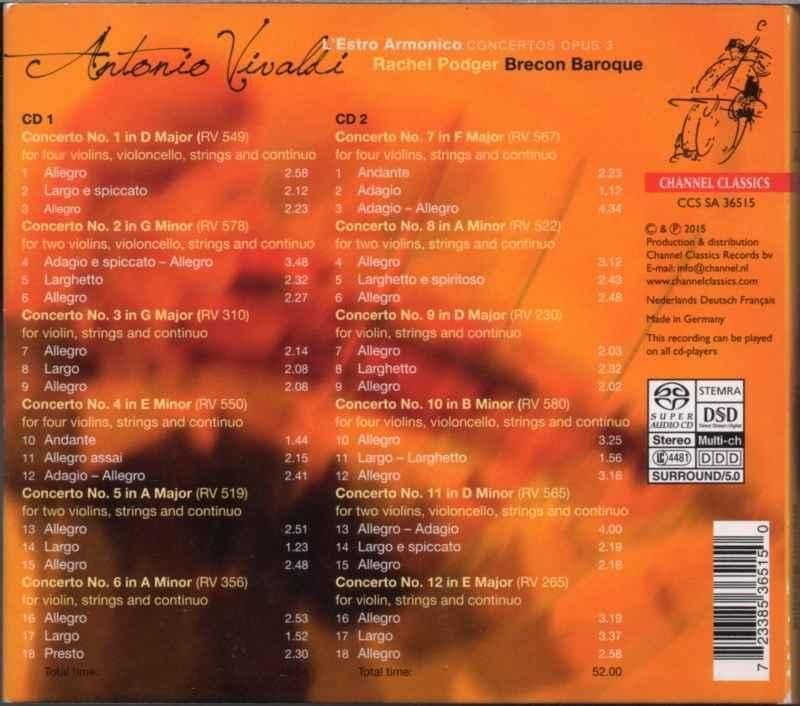 Antonio Vivaldi
L'Estro Armonico CONCERTOS OPUS 3
Rachel Podger Brecon Baroque
CD 1
Concerto No. 1 in D Major (RV 549)
for four violins, violoncello, strings and continuo
1 Allegro 2.58
2 Largo e spiccato 2.12
3 Allegro 2.23
Concerto No. 2 in G Minor (RV 578)
for two violins, violoncello, strings and continuo
4 Adagio e spiccato – Allegro 3.48
5 Larghetto 2.32
6 Allegro 2.27
Concerto No. 3 in G Major (RV 310)
for violin, strings and continuo
7 Allegro 2.14
8 Largo 2.08
9 Allegro 2.08
Concerto No. 4 in E Minor (RV 550)
for four violins, strings and continuo
10 Andante 1.44
11 Allegro assai 2.15
12 Adagio – Allegro 2.41
Concerto No. 5 in A Major (RV 519)
for two violins, strings and continuo
13 Allegro 2.51
14 Largo 1.23
15 Allegro 2.48
Concerto No. 6 in A Minor (RV 356)
for violin, strings and continuo
16 Allegro 2.53
17 Largo 1.52
18 Presto 2.30
Total time:
CD 2
Concerto No. 7 in F Major (RV 567)
for four violins, strings and continuo
1 Andante 2.23
2 Adagio 1.12
3 Adagio – Allegro 4.34
Concerto No. 8 in A Minor (RV 522)
for two violins, strings and continuo
4 Allegro 3.12
5 Larghetto e spiritoso 2.43
6 Allegro 2.48
Concerto No. 9 in D Major (RV 230)
for violin, strings and continuo
7 Allegro 2.03
8 Larghetto 2.32
9 Allegro 2.02
Concerto No. 10 in B Minor (RV 580)
for four violins, violoncello, strings and continuo
10 Allegro 3.25
11 Largo – Larghetto 1.56
12 Allegro 3.16
Concerto No. 11 in D Minor (RV 565)
for two violins, violoncello, strings and continuo
13 Allegro – Adagio 4.00
14 Largo e spiccato 2.19
15 Allegro 2.18
Concerto No. 12 in E Major (RV 265)
for violin, strings and continuo
16 Allegro 3.19
17 Largo 3.37
18 Allegro 2.58
Total time: 52.00
CHANNEL CLASSICS
CCS SA 36515
© & ℗ 2015
Production & distribution
Channel Classics Records bv
E-mail: info@channel.nl
www.channelclassics.com
Nederlands Deutsch Français
Made in Germany
This recording can be played
on all cd-players
SUPER AUDIO CD
STEMRA
DSD
Direct Stream Digital
Stereo Multi-ch
LC 4481 DDD
SURROUND/5.0
7 23385 36515 0